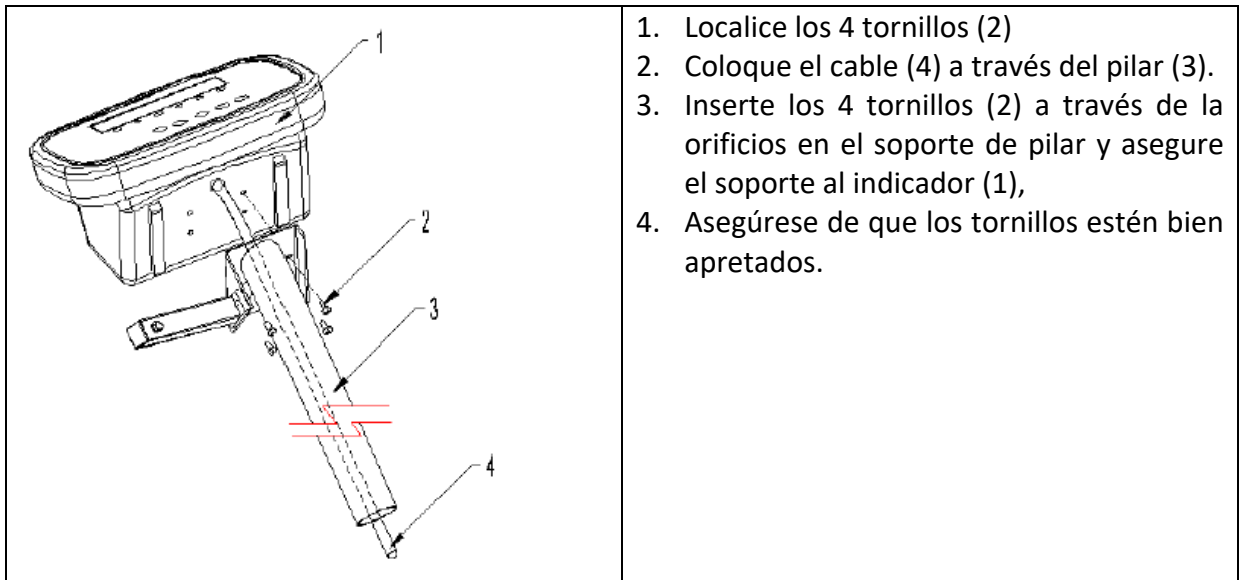 1
2
3
4
1. Localice los 4 tornillos (2)
2. Coloque el cable (4) a través del pilar (3).
3. Inserte los 4 tornillos (2) a través de la
orificios en el soporte de pilar y asegure
el soporte al indicador (1),
4. Asegúrese de que los tornillos estén bien
apretados.